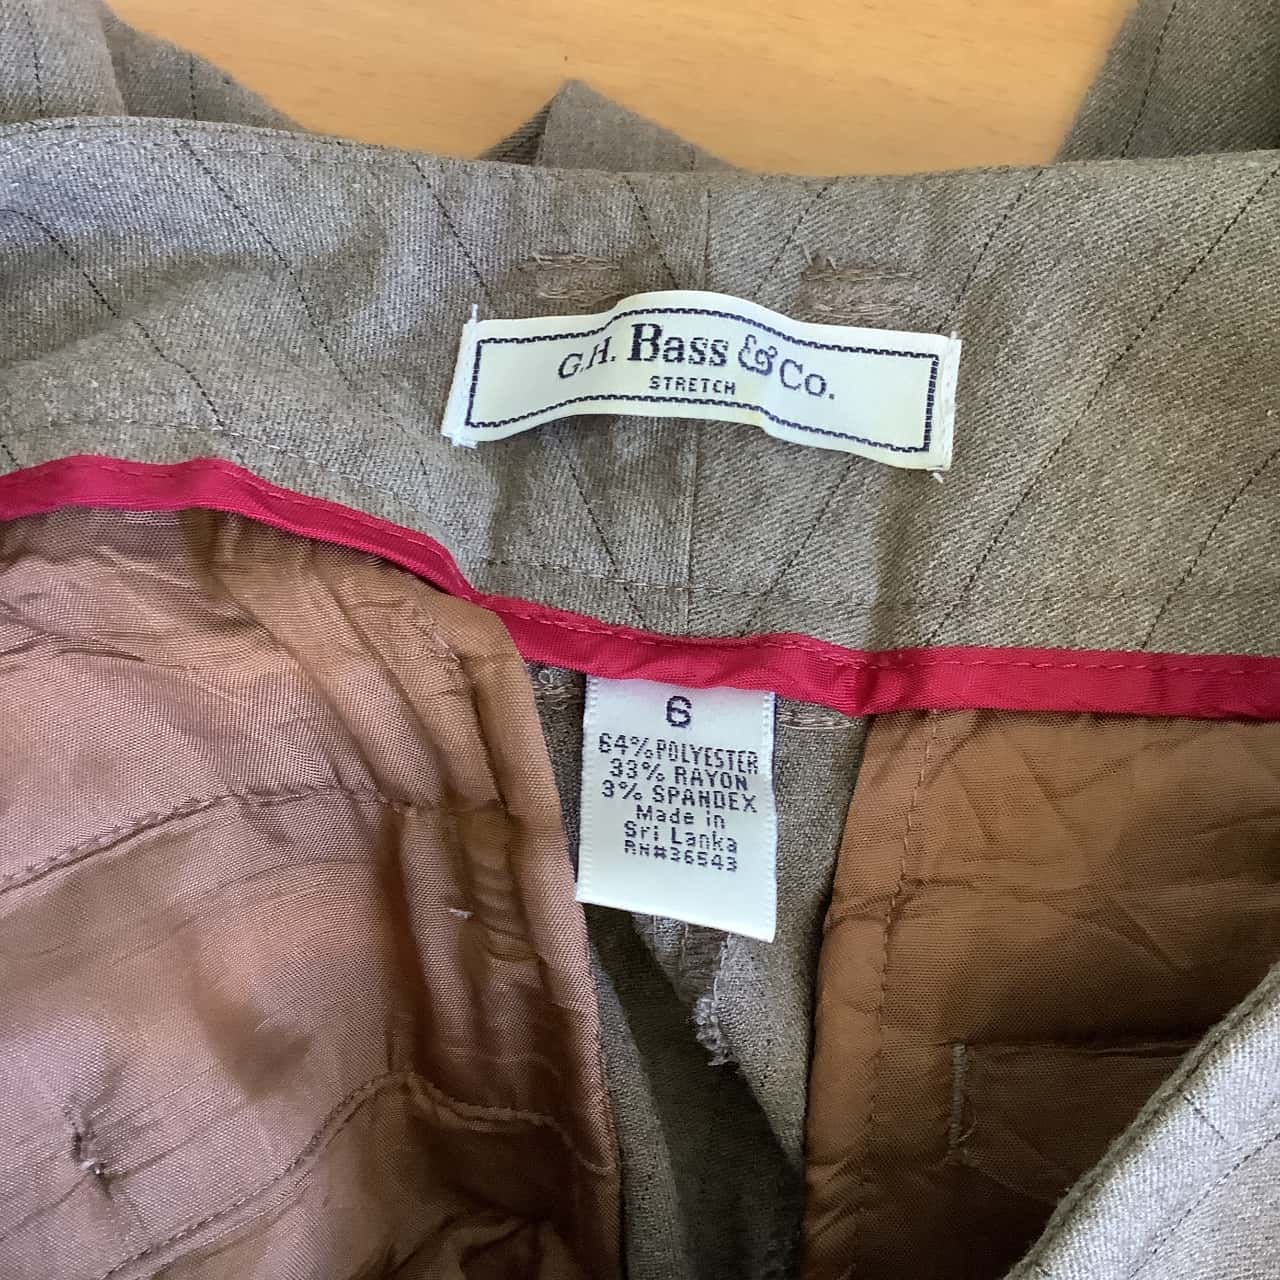 G.H. Bass & Co.
STRETCH
6
64% POLYESTER
33% RAYON
3% SPANDEX
Made in
Sri Lanka
RN#36543